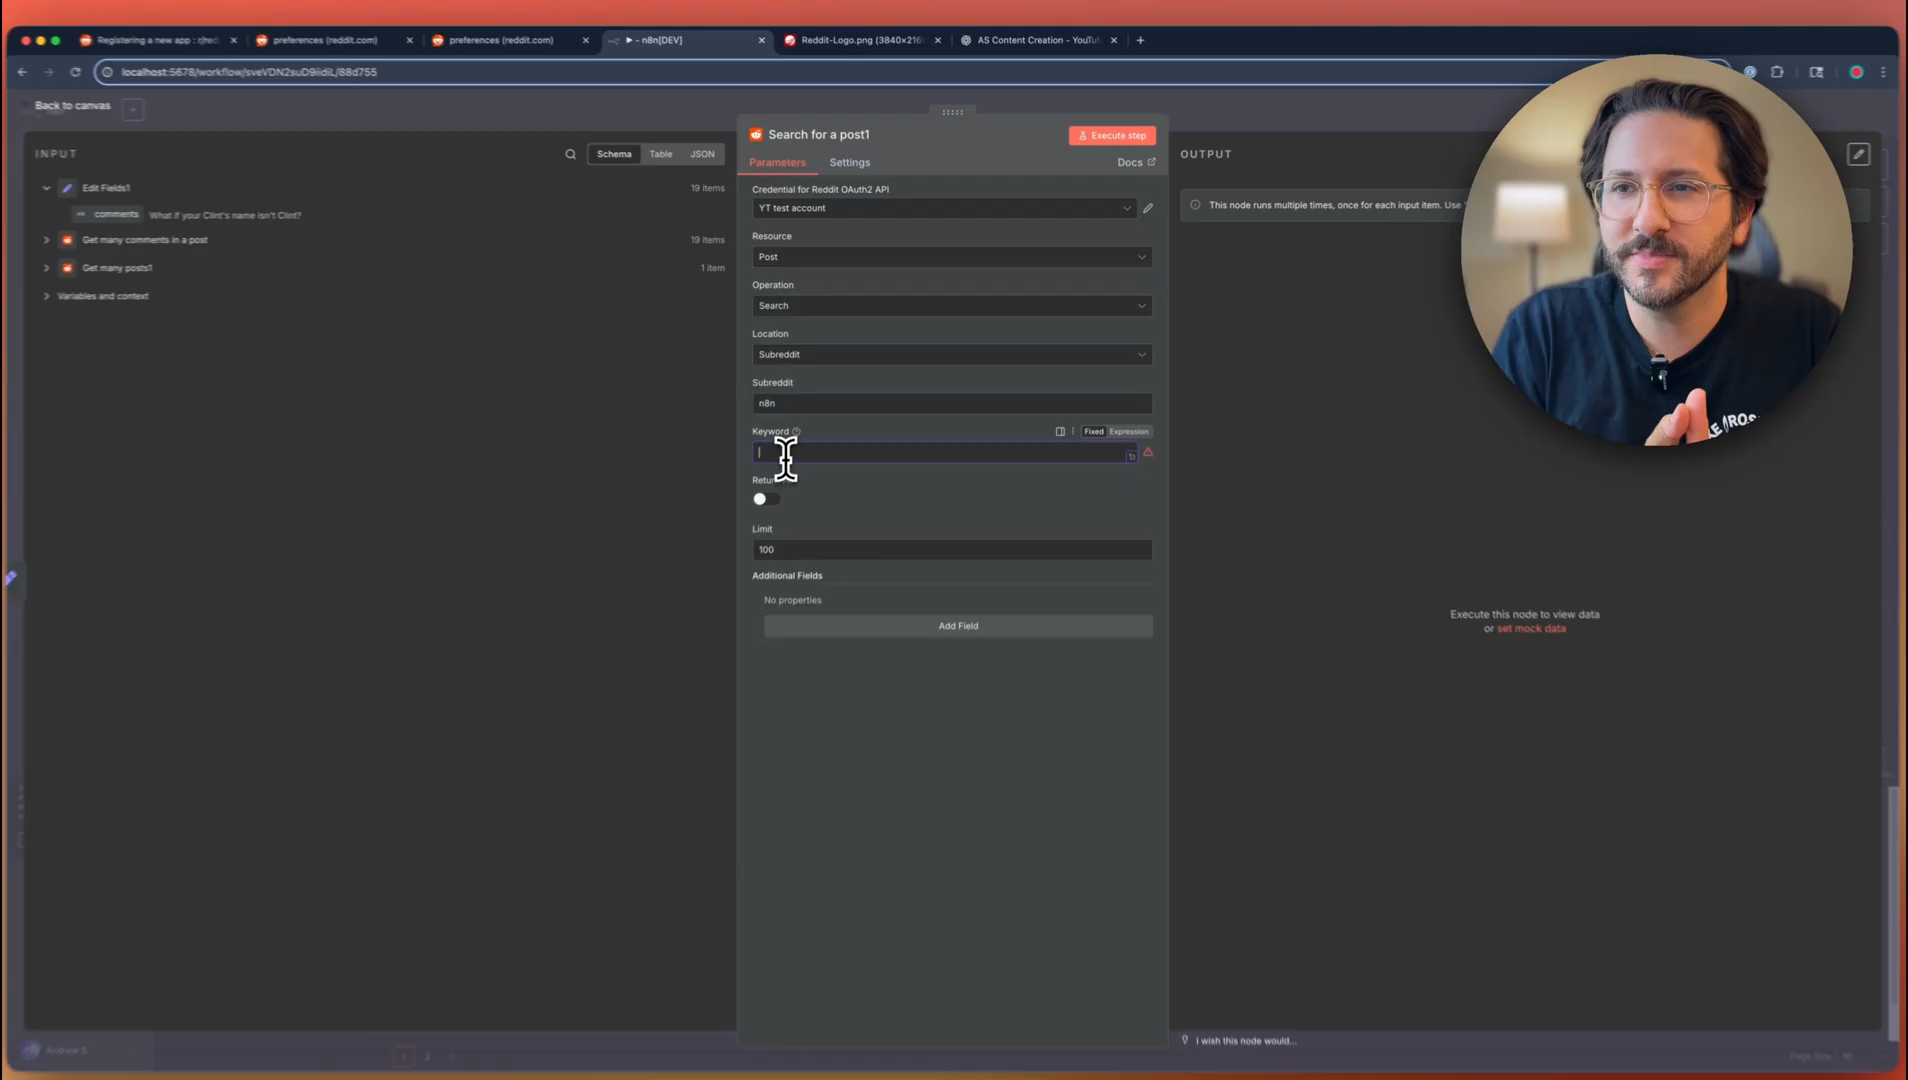 Registering a new app : r/red
preferences (reddit.com)
preferences (reddit.com)
- n8n[DEV]
Reddit-Logo.png (3840×216
AS Content Creation - YouTu
localhost:5678/workflow/sveVDN2suD9iidiL/88d755
Back to canvas
INPUT
Schema
Table
JSON
Edit Fields1
19 items
comments
What if your Clint's name isn't Clint?
Get many comments in a post
19 items
Get many posts1
1 item
Variables and context
Search for a post1
Execute step
Parameters
Settings
Docs
Credential for Reddit OAuth2 API
YT test account
Resource
Post
Operation
Search
Location
Subreddit
Subreddit
n8n
Keyword
Fixed
Expression
Limit
100
Additional Fields
No properties
Add Field
OUTPUT
This node runs multiple times, once for each input item. Use
Execute this node to view data
or set mock data
I wish this node would...
Page Size
10
1
2